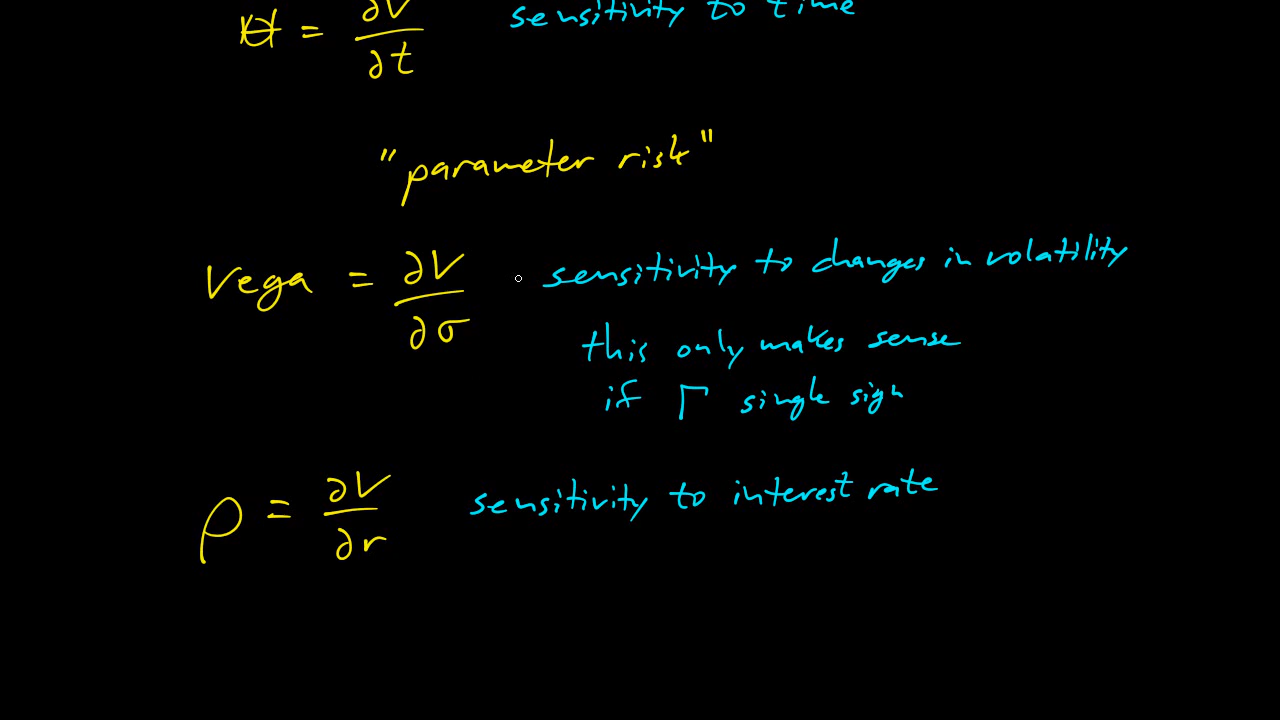 Θ = ∂V/∂t sensitivity to time
"parameter risk"
Vega = ∂V/∂σ sensitivity to changes in volatility
this only makes sense
if Γ single sign
ρ = ∂V/∂r sensitivity to interest rate